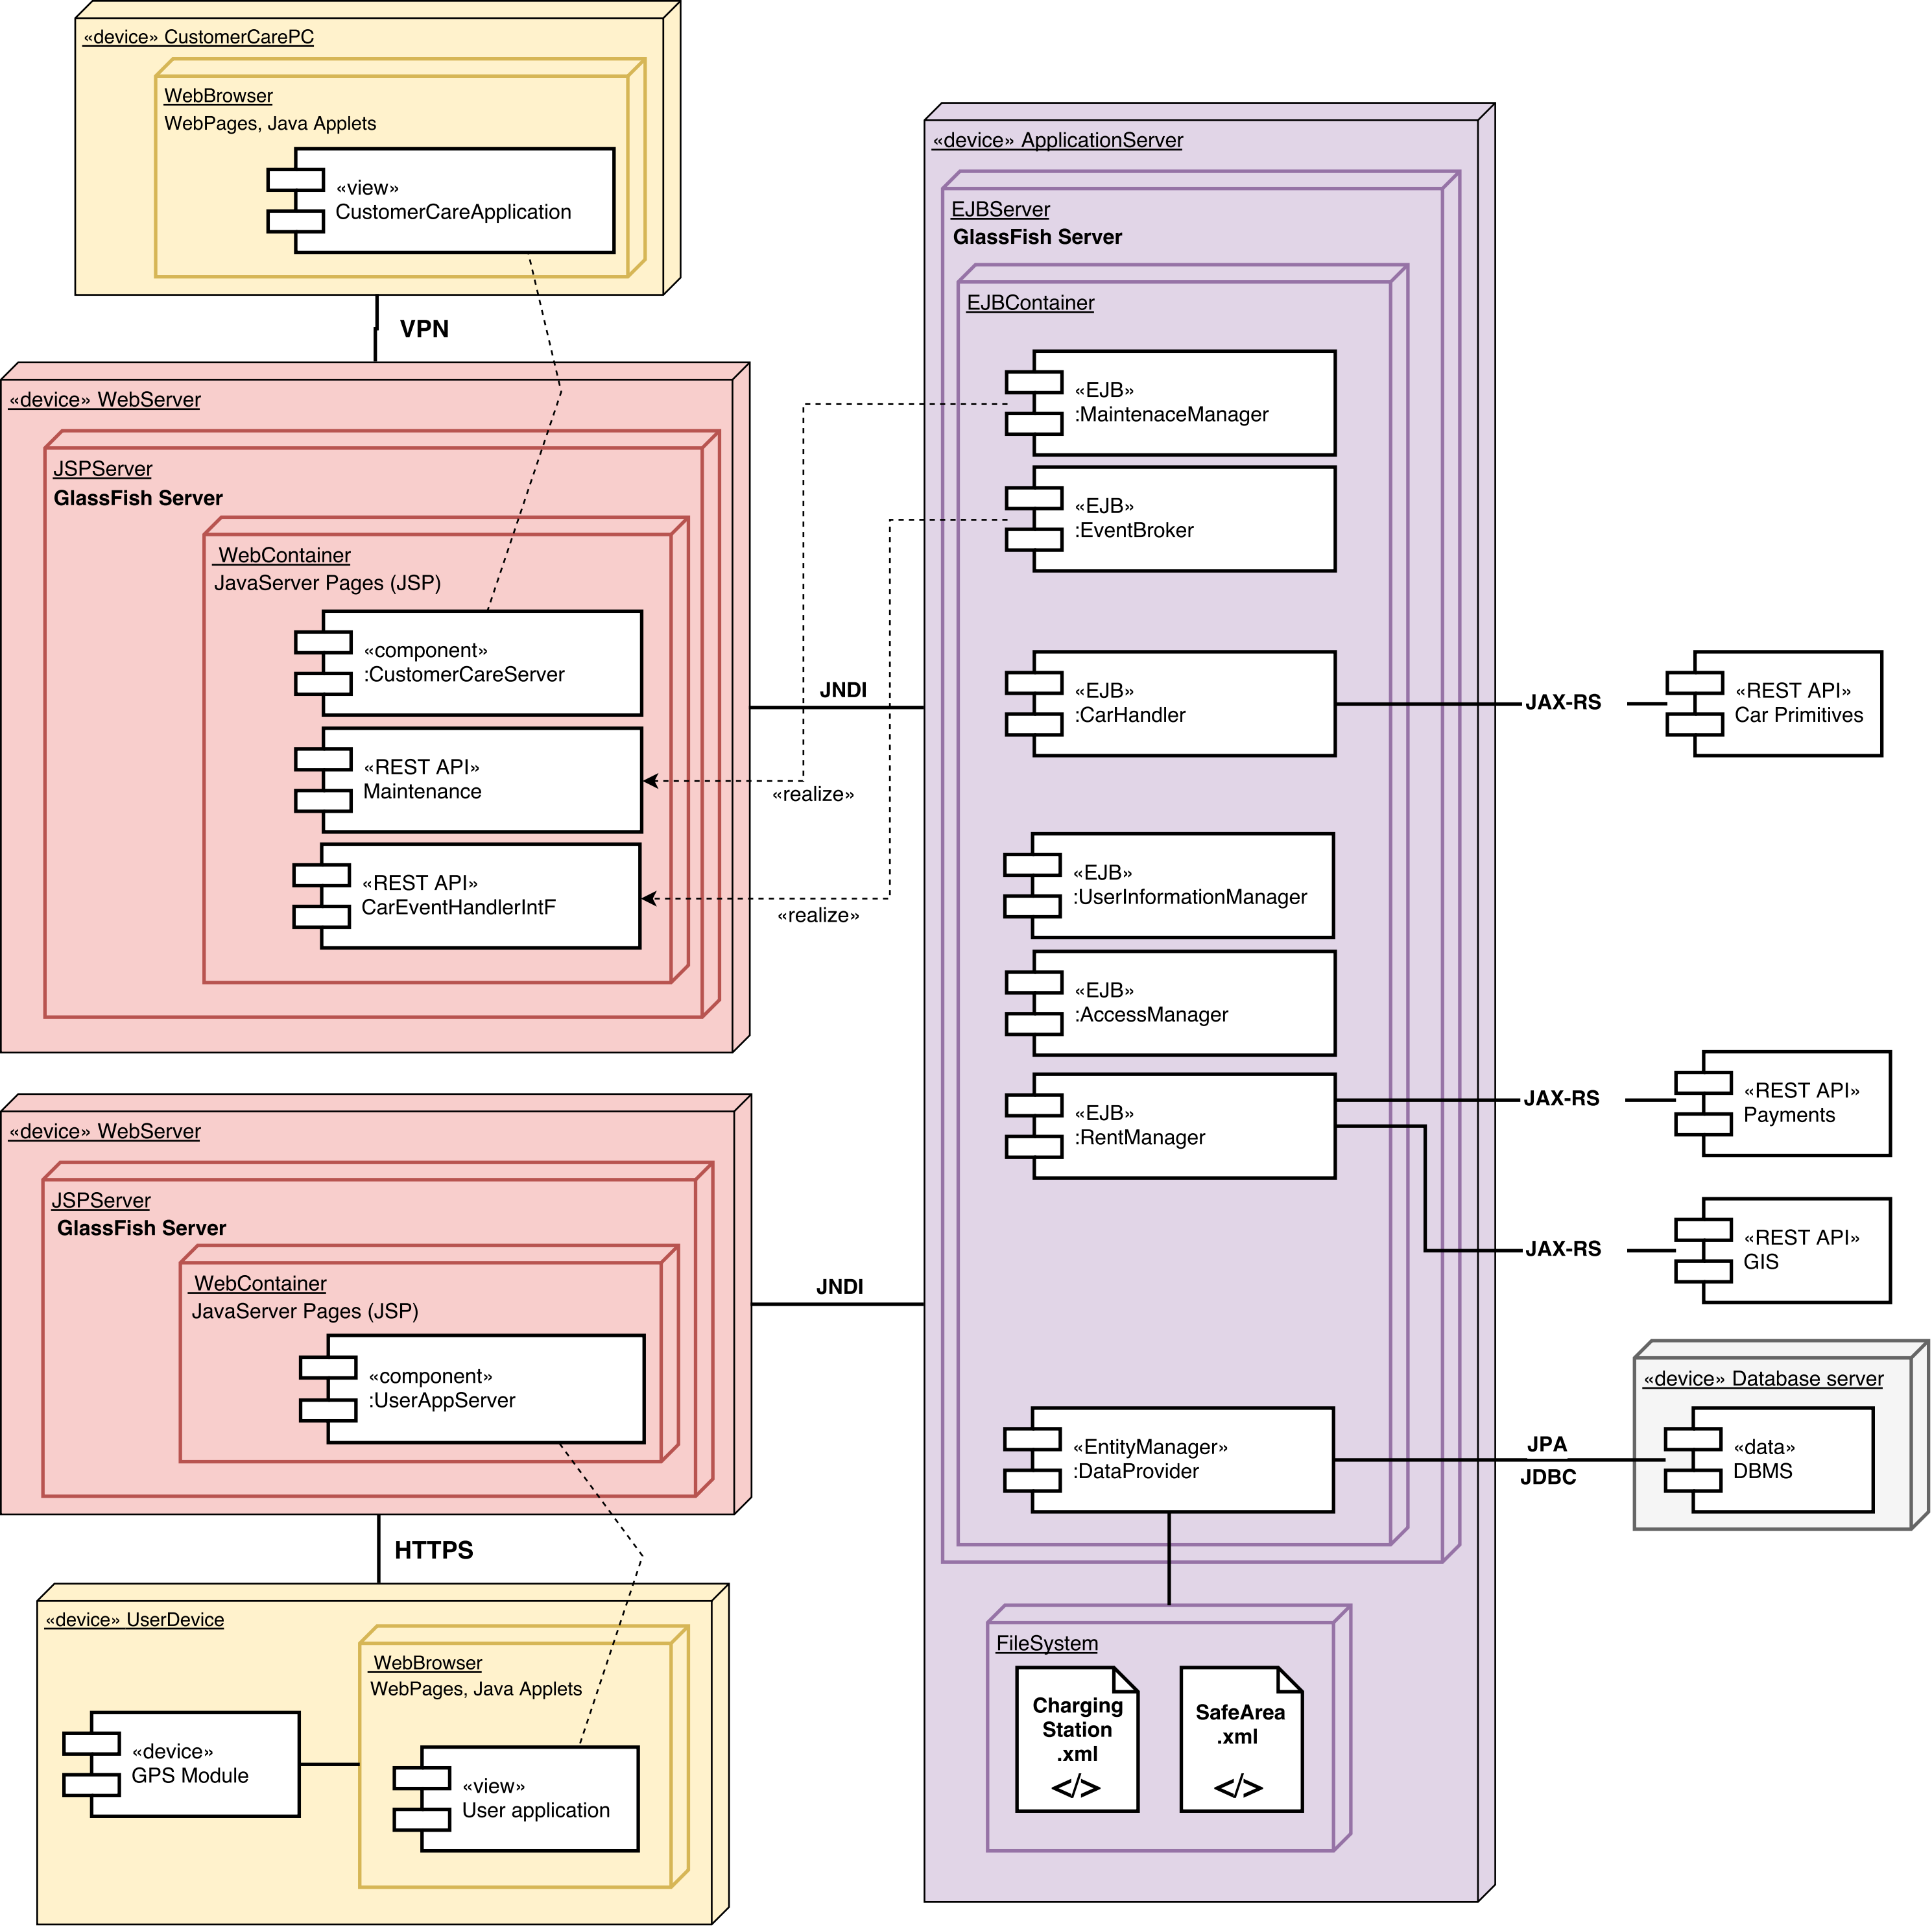 «device» CustomerCarePC
WebBrowser
WebPages, Java Applets
«view»
CustomerCareApplication
VPN
«device» WebServer
JSPServer
GlassFish Server
WebContainer
JavaServer Pages (JSP)
«component»
:CustomerCareServer
«REST API»
Maintenance
«REST API»
CarEventHandlerIntF
JNDI
«realize»
«realize»
«device» WebServer
JSPServer
GlassFish Server
WebContainer
JavaServer Pages (JSP)
«component»
:UserAppServer
JNDI
HTTPS
«device» UserDevice
WebBrowser
WebPages, Java Applets
«device»
GPS Module
«view»
User application
«device» ApplicationServer
EJBServer
GlassFish Server
EJBContainer
«EJB»
:MaintenaceManager
«EJB»
:EventBroker
«EJB»
:CarHandler
«EJB»
:UserInformationManager
«EJB»
:AccessManager
«EJB»
:RentManager
«EntityManager»
:DataProvider
FileSystem
Charging
Station
.xml
</>
SafeArea
.xml
</>
JAX-RS
«REST API»
Car Primitives
JAX-RS
«REST API»
Payments
JAX-RS
«REST API»
GIS
JPA
JDBC
«device» Database server
«data»
DBMS